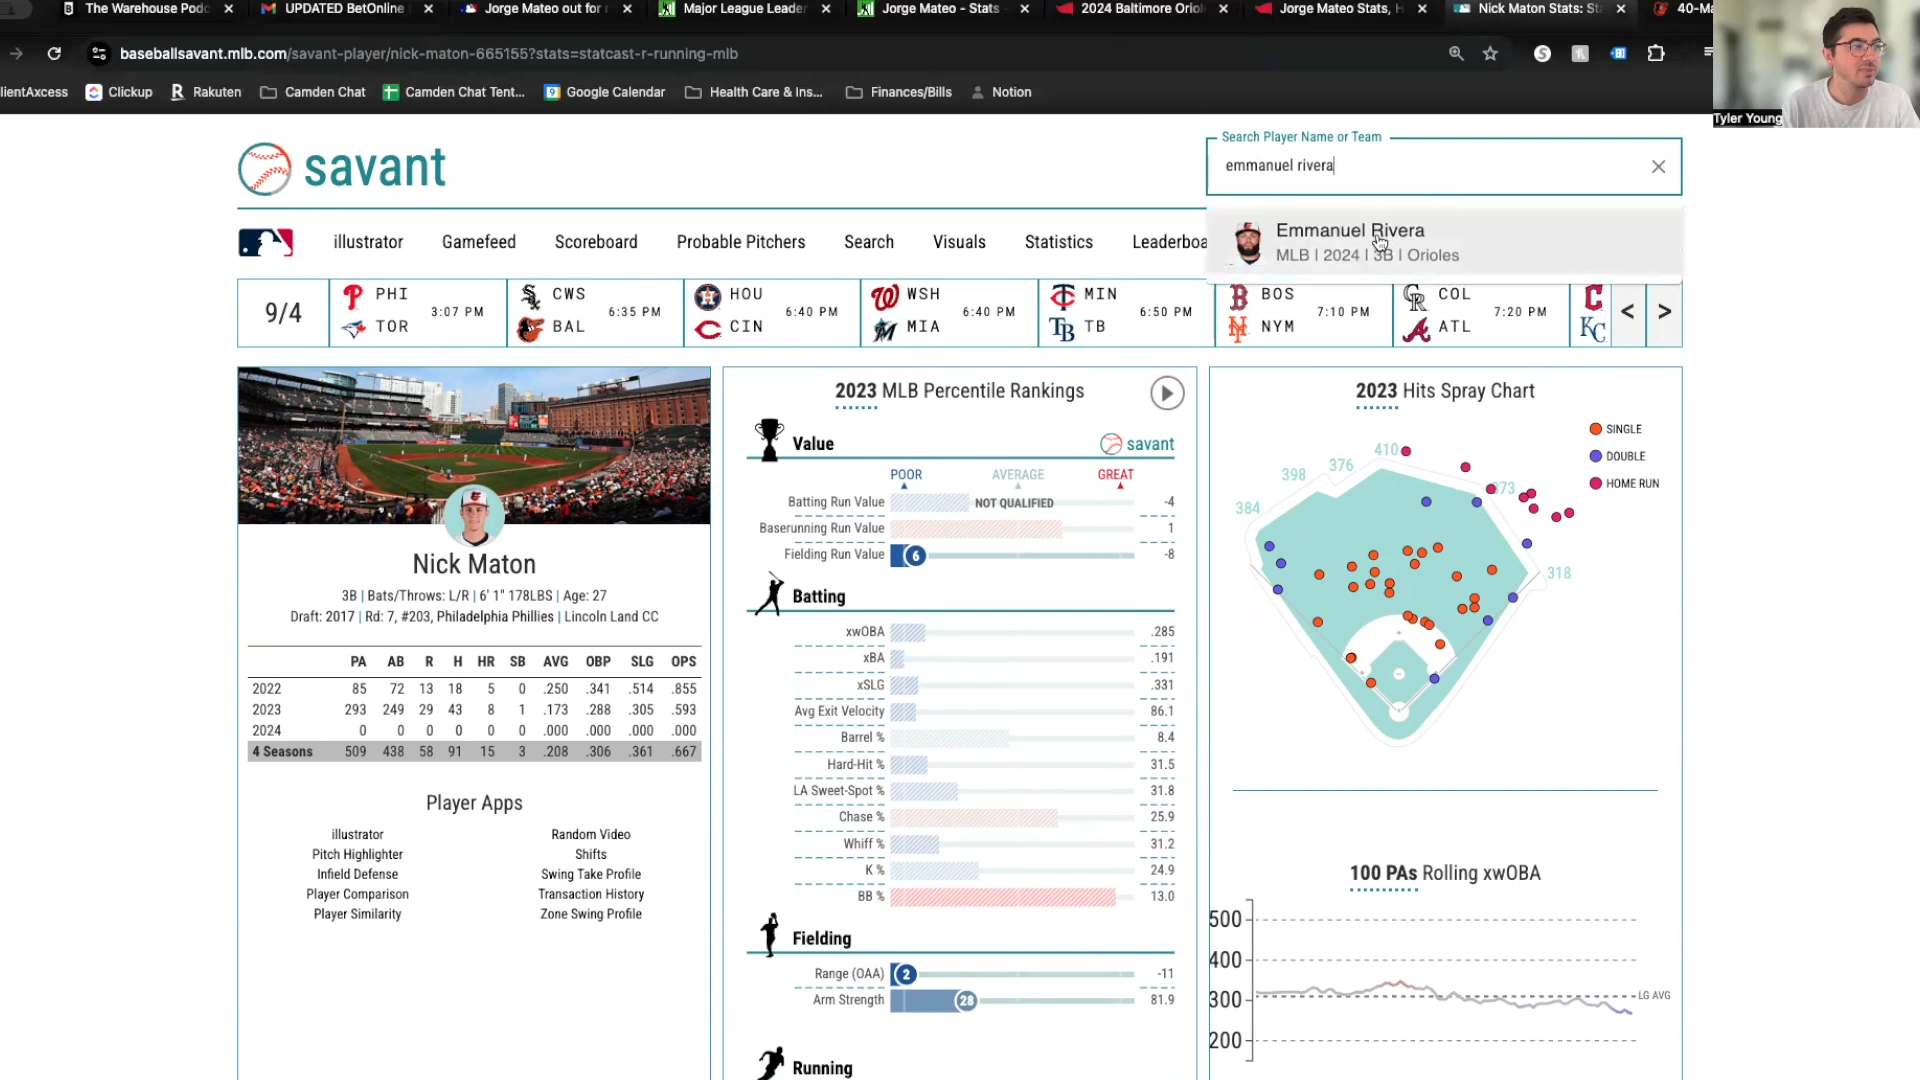 The Warehouse Podc
UPDATED BetOnline
Jorge Mateo out for
Major League Leader
Jorge Mateo - Stats
2024 Baltimore Oriol
Jorge Mateo Stats, H
Nick Maton Stats: St
40-M
baseballsavant.mlb.com/savant-player/nick-maton-665155?stats=statcast-r-running-mlb
lientAxcess
Clickup
Rakuten
Camden Chat
Camden Chat Tent...
Google Calendar
Health Care & Ins...
Finances/Bills
Notion
Tyler Young
savant
Search Player Name or Team
emmanuel rivera
Emmanuel Rivera
MLB | 2024 | 3B | Orioles
illustrator
Gamefeed
Scoreboard
Probable Pitchers
Search
Visuals
Statistics
Leaderboa
9/4
PHI
TOR
3:07 PM
CWS
BAL
6:35 PM
HOU
CIN
6:40 PM
WSH
MIA
6:40 PM
MIN
TB
6:50 PM
BOS
NYM
7:10 PM
COL
ATL
7:20 PM
<
>
Nick Maton
3B | Bats/Throws: L/R | 6' 1" 178LBS | Age: 27
Draft: 2017 | Rd: 7, #203, Philadelphia Phillies | Lincoln Land CC
PA AB R H HR SB AVG OBP SLG OPS
2022 85 72 13 18 5 0 .250 .341 .514 .855
2023 293 249 29 43 8 1 .173 .288 .305 .593
2024 0 0 0 0 0 0 .000 .000 .000 .000
4 Seasons 509 438 58 91 15 3 .208 .306 .361 .667
Player Apps
illustrator
Pitch Highlighter
Infield Defense
Player Comparison
Player Similarity
Random Video
Shifts
Swing Take Profile
Transaction History
Zone Swing Profile
2023 MLB Percentile Rankings
Value
savant
POOR AVERAGE GREAT
Batting Run Value NOT QUALIFIED -4
Baserunning Run Value 1
Fielding Run Value 6 -8
Batting
xwOBA .285
xBA .191
xSLG .331
Avg Exit Velocity 86.1
Barrel % 8.4
Hard-Hit % 31.5
LA Sweet-Spot % 31.8
Chase % 25.9
Whiff % 31.2
K % 24.9
BB % 13.0
Fielding
Range (OAA) 2 -11
Arm Strength 28 81.9
Running
2023 Hits Spray Chart
SINGLE
DOUBLE
HOME RUN
384
398
376
410
373
318
100 PAs Rolling xwOBA
500
400
300
200
LG AVG